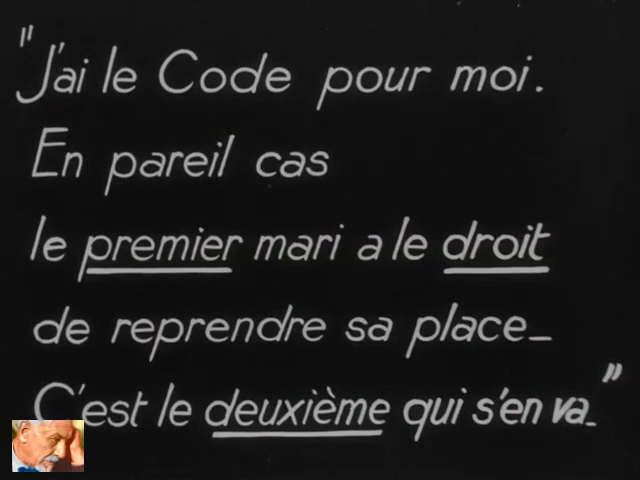 "J'ai le Code pour moi.
En pareil cas
le premier mari a le droit
de reprendre sa place_
C'est le deuxième qui s'en va_"